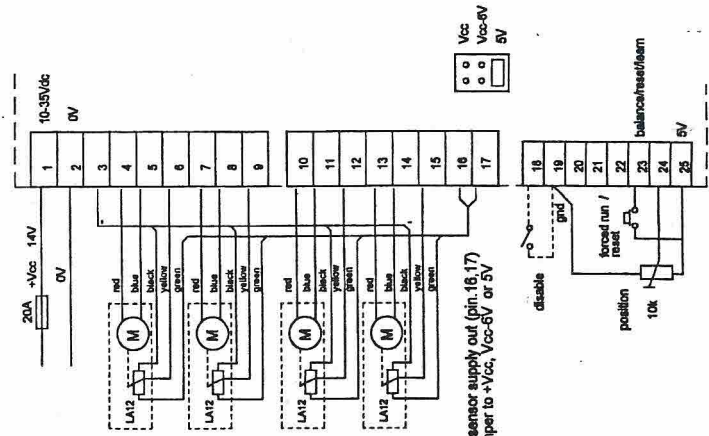 10-35Vdc
0V
20A +Vcc 14V
0V
1
2
3
4
5
6
7
8
9
10
11
12
13
14
15
16
17
red
blue
black
yellow
green
M
LA12
red
blue
black
yellow
green
M
LA12
red
blue
black
yellow
green
M
LA12
red
blue
black
yellow
green
M
LA12
Vcc
Vcc-6V
5V
sensor supply out (pin.16,17)
to +Vcc, Vcc-6V or 5V
18
19
20
21
22
23
24
25
balance/reset/learn
5V
gnd
disable
forced run /
reset
position
10k